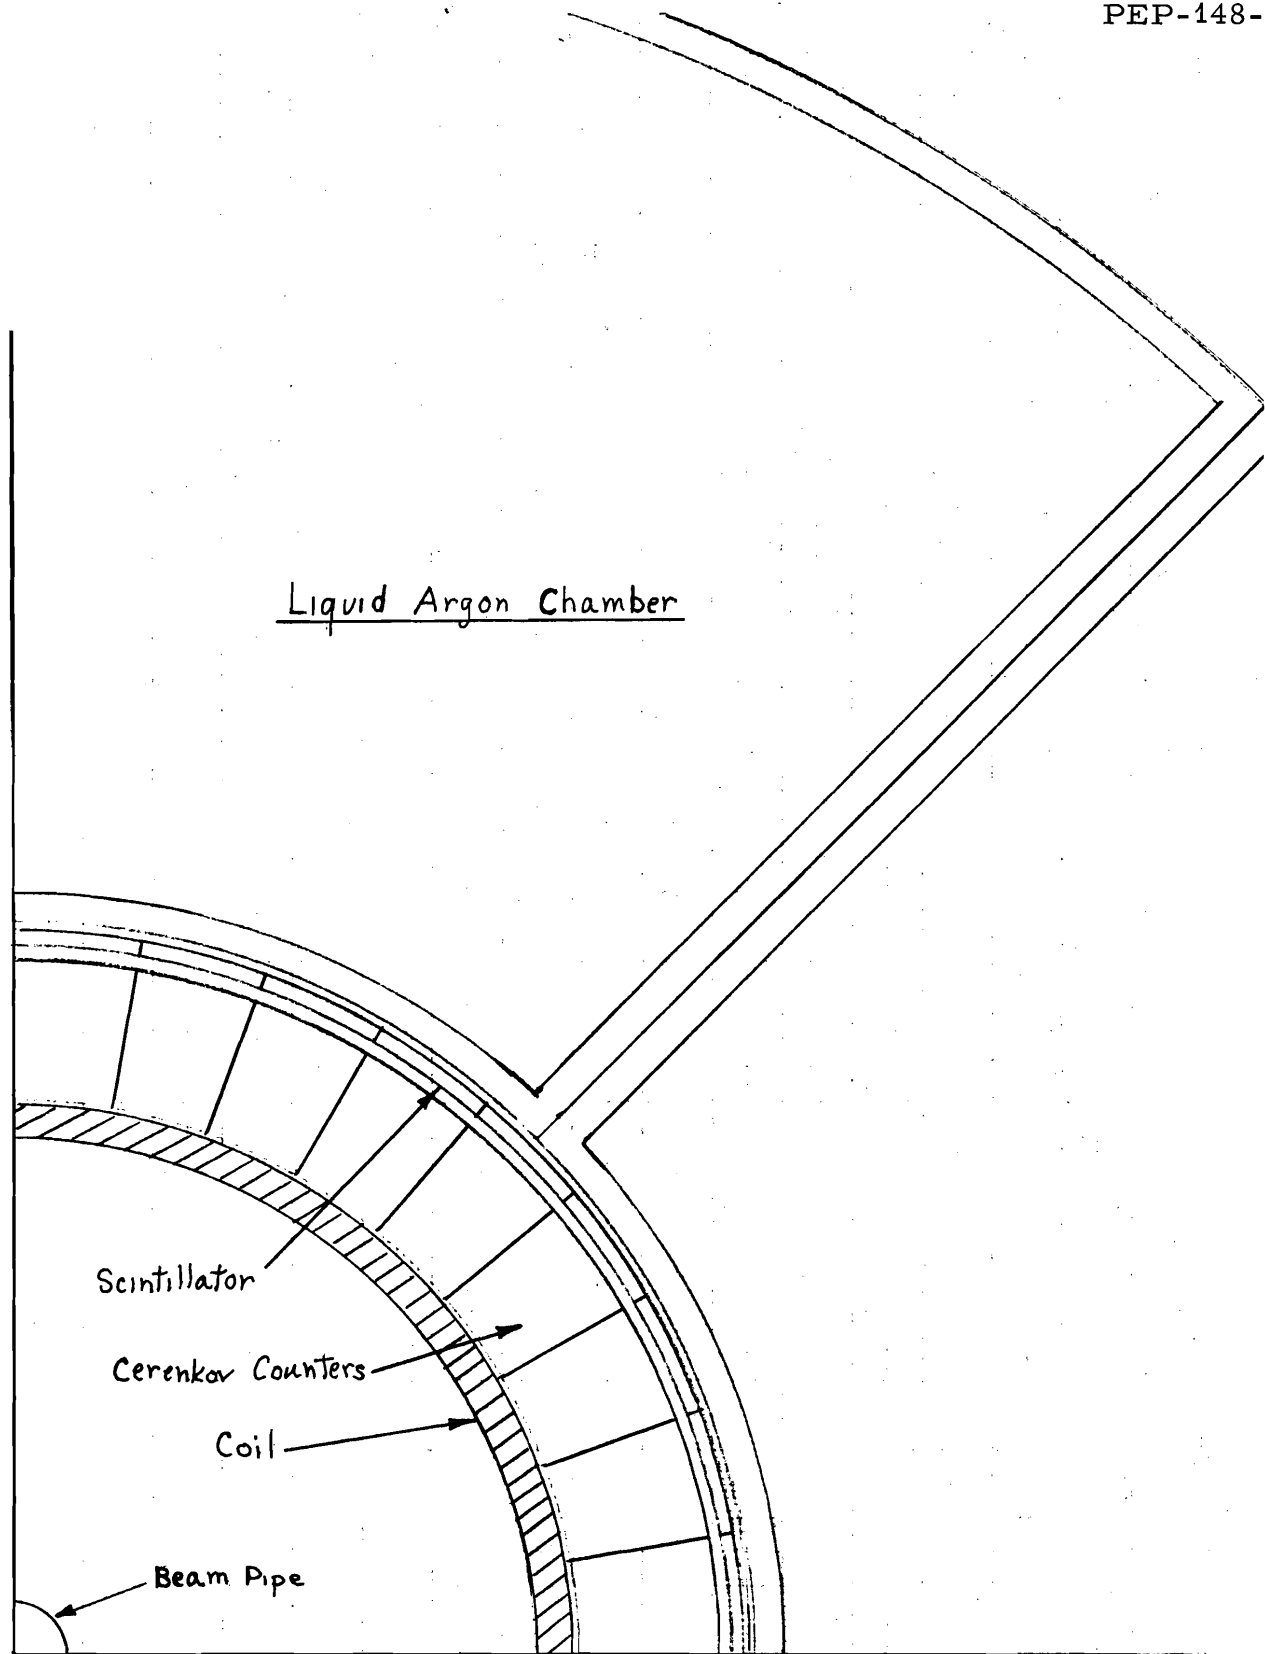 PEP-148-
Liquid Argon Chamber
Scintillator
Cerenkov Counters
Coil
Beam Pipe